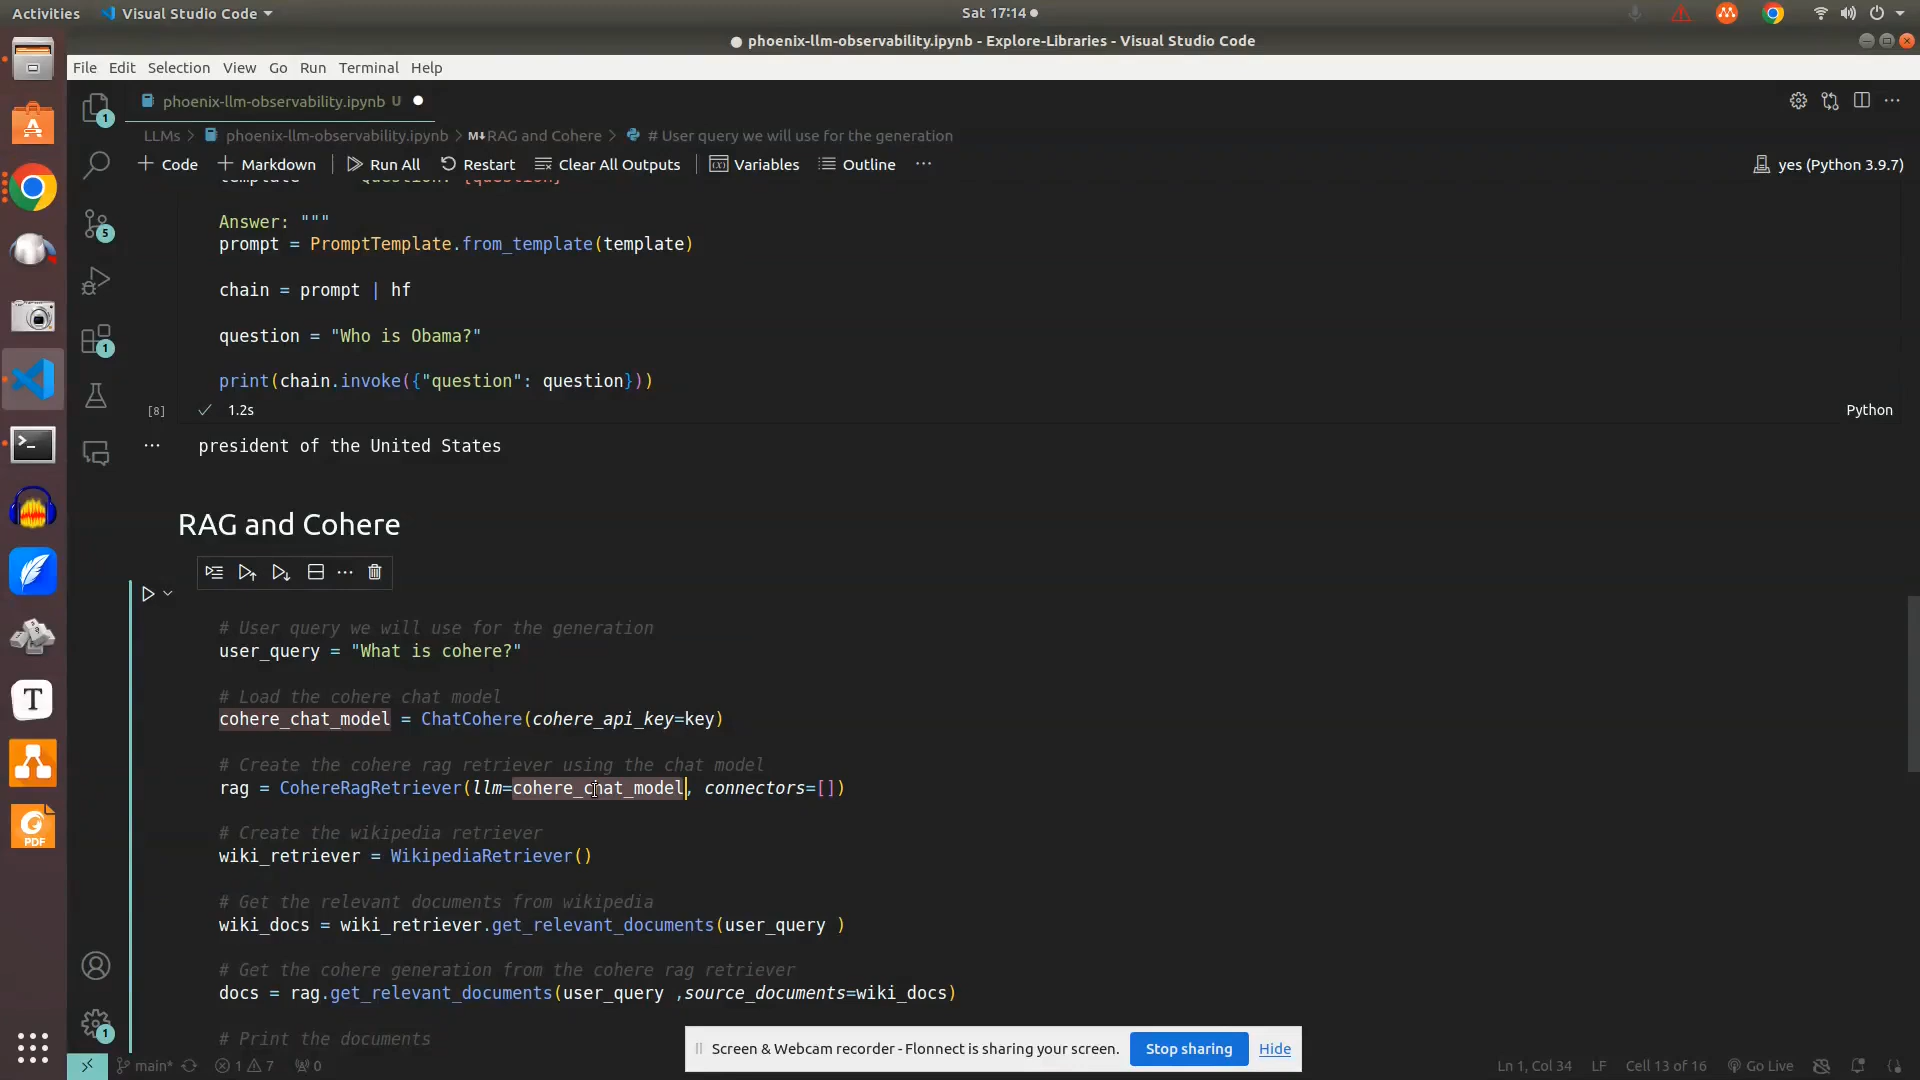 Activities
Visual Studio Code
Sat 17:14
phoenix-llm-observability.ipynb - Explore-Libraries - Visual Studio Code
File Edit Selection View Go Run Terminal Help
phoenix-llm-observability.ipynb U
LLMs > phoenix-llm-observability.ipynb > M↓RAG and Cohere > # User query we will use for the generation
+ Code + Markdown Run All Restart Clear All Outputs Variables Outline ...
yes (Python 3.9.7)
Answer: """
prompt = PromptTemplate.from_template(template)
chain = prompt | hf
question = "Who is Obama?"
print(chain.invoke({"question": question}))
[8] 1.2s Python
president of the United States
RAG and Cohere
# User query we will use for the generation
user_query = "What is cohere?"
# Load the cohere chat model
cohere_chat_model = ChatCohere(cohere_api_key=key)
# Create the cohere rag retriever using the chat model
rag = CohereRagRetriever(llm=cohere_chat_model, connectors=[])
# Create the wikipedia retriever
wiki_retriever = WikipediaRetriever()
# Get the relevant documents from wikipedia
wiki_docs = wiki_retriever.get_relevant_documents(user_query )
# Get the cohere generation from the cohere rag retriever
docs = rag.get_relevant_documents(user_query ,source_documents=wiki_docs)
# Print the documents
Screen & Webcam recorder - Flonnect is sharing your screen. Stop sharing Hide
main* 1 7 0
Ln 1, Col 34 LF Cell 13 of 16 Go Live
1
5
1
1
T
PDF